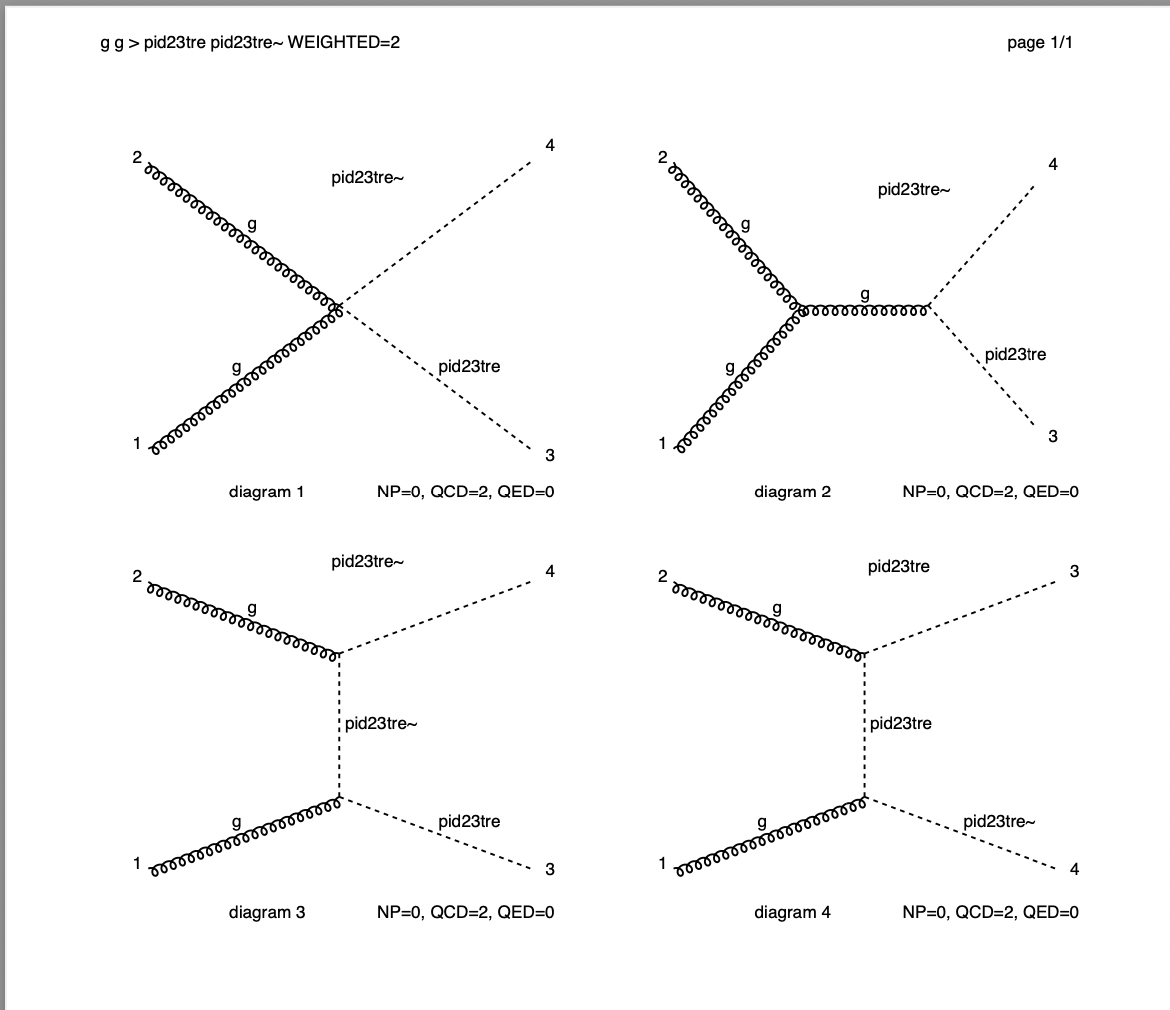 g g > pid23tre pid23tre~ WEIGHTED=2 page 1/1
2 pid23tre~ 4
g
g pid23tre
1 3
diagram 1 NP=0, QCD=2, QED=0
2 pid23tre~ 4
g
g
g pid23tre
1 3
diagram 2 NP=0, QCD=2, QED=0
pid23tre~
2 4
g
pid23tre~
g pid23tre
1 3
diagram 3 NP=0, QCD=2, QED=0
pid23tre
2 3
g
pid23tre
g pid23tre~
1 4
diagram 4 NP=0, QCD=2, QED=0